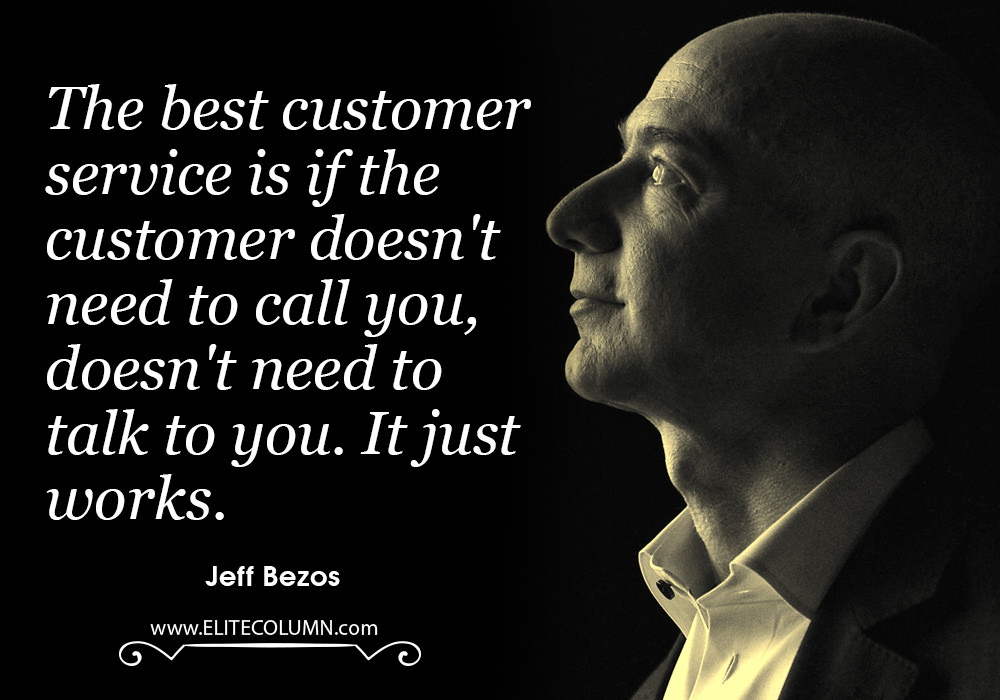 The best customer
service is if the
customer doesn't
need to call you,
doesn't need to
talk to you. It just
works.
Jeff Bezos
www.ELITECOLUMN.com